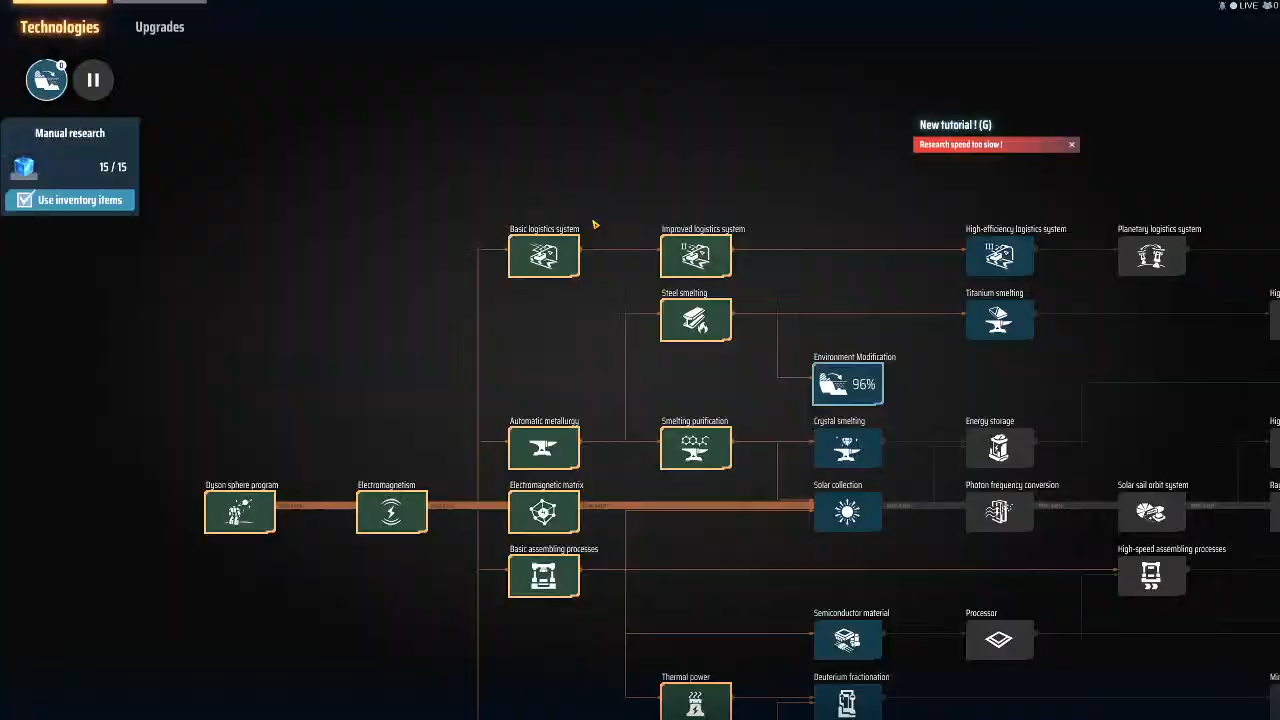 LIVE 0
Technologies
Upgrades
0
Manual research
15 / 15
Use inventory items
New tutorial ! (G)
Research speed too slow !
Basic logistics system
Improved logistics system
High-efficiency logistics system
Planetary logistics system
Steel smelting
Titanium smelting
Environment Modification
96%
Automatic metallurgy
Smelting purification
Crystal smelting
Energy storage
Dyson sphere program
Electromagnetism
Electromagnetic matrix
Solar collection
Photon frequency conversion
Solar sail orbit system
Basic assembling processes
High-speed assembling processes
Semiconductor material
Processor
Thermal power
Deuterium fractionation